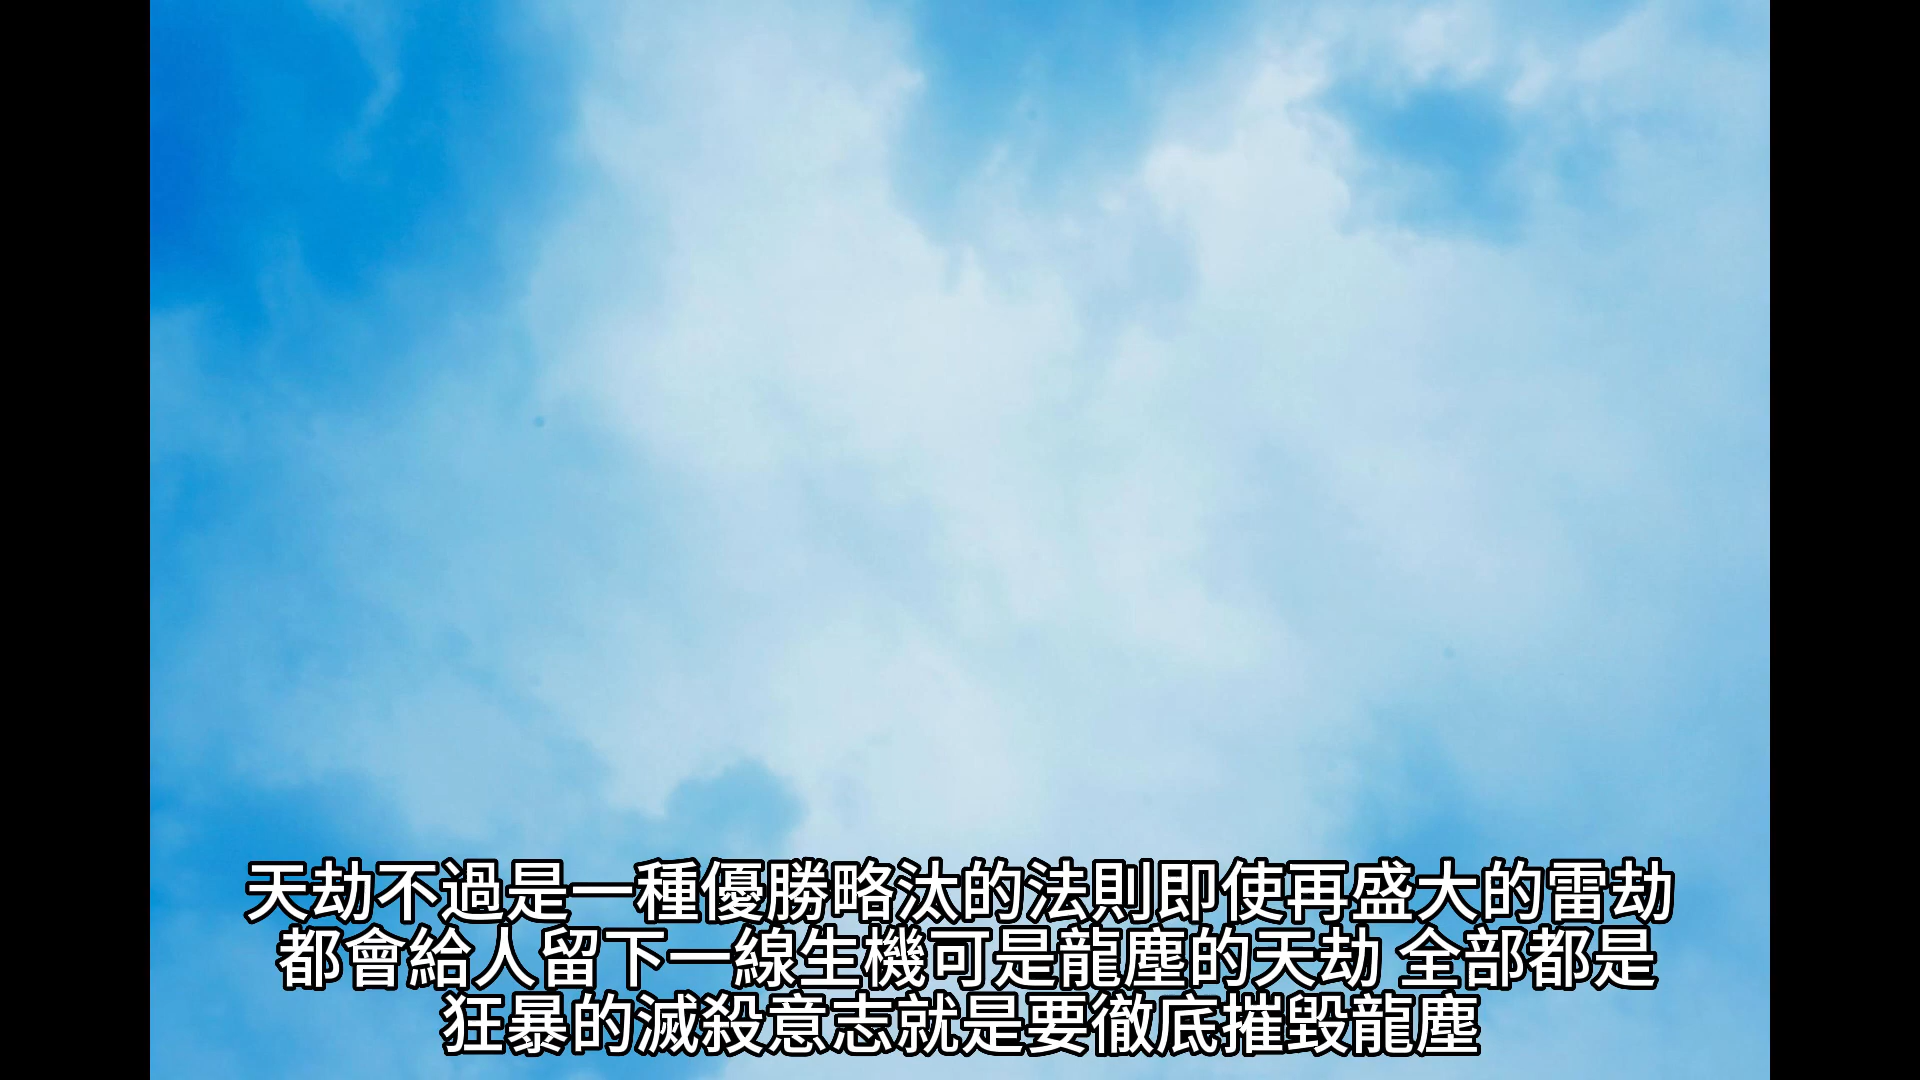 天劫不過是一種優勝略汰的法則即使再盛大的雷劫
都會給人留下一線生機可是龍塵的天劫 全部都是
狂暴的滅殺意志就是要徹底摧毀龍塵